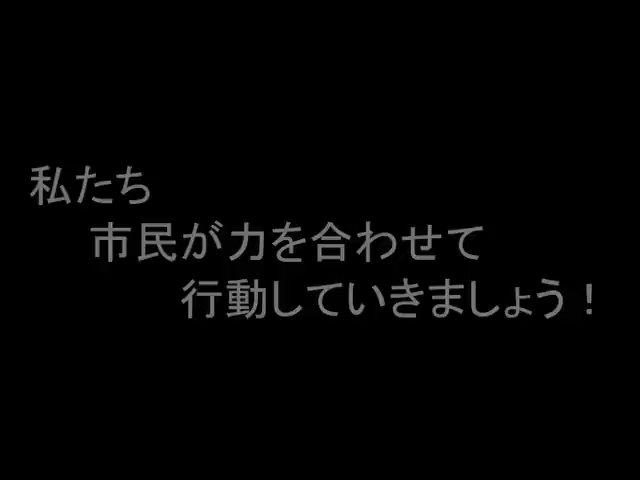 私たち
市民が力を合わせて
行動していきましょう！